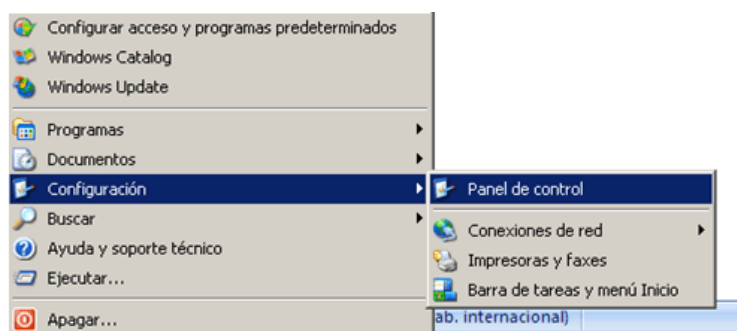 Configurar acceso y programas predeterminados
Windows Catalog
Windows Update
Programas
Documentos
Configuración
Buscar
Ayuda y soporte técnico
Ejecutar...
Apagar...
Panel de control
Conexiones de red
Impresoras y faxes
Barra de tareas y menú Inicio
ab. internacional)